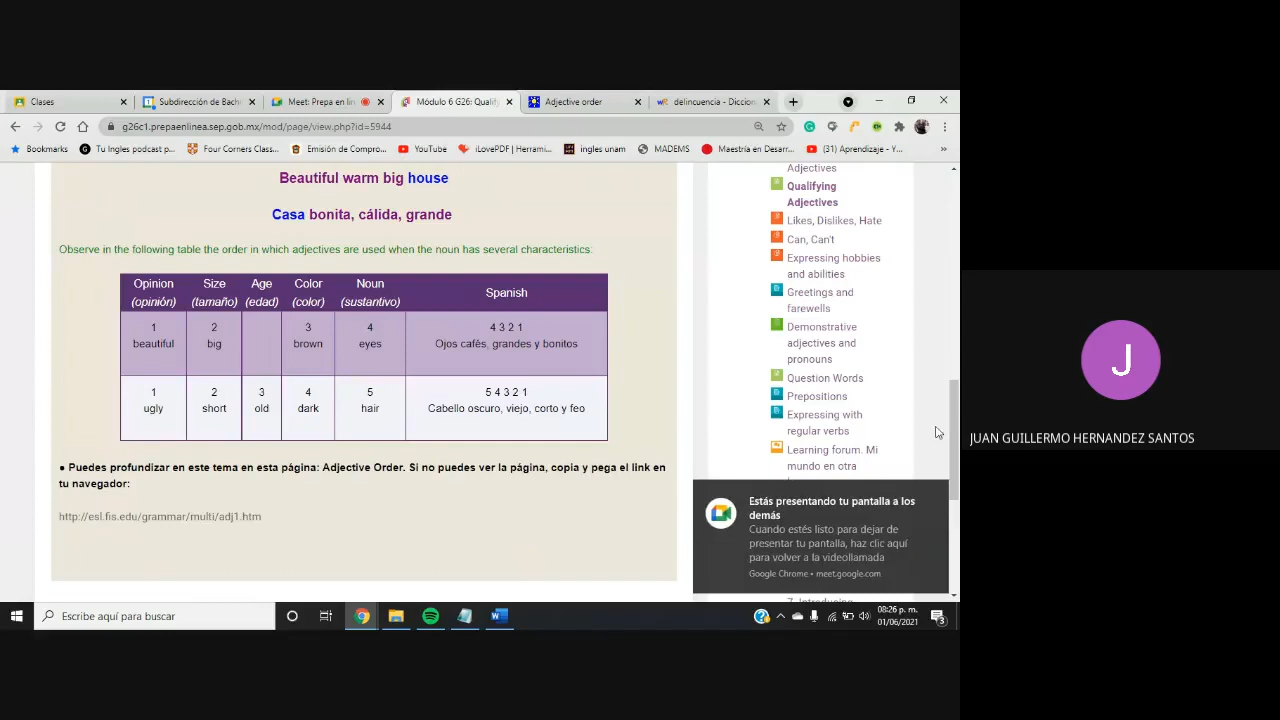 Clases
Subdirección de Bach
Meet: Prepa en lín
Módulo 6 G26: Qualif
Adjective order
delincuencia - Diccion
g26c1.prepaenlinea.sep.gob.mx/mod/page/view.php?id=5944
Bookmarks
Tu Ingles podcast p...
Four Corners Class...
Emisión de Compro...
YouTube
iLovePDF | Herrami...
ingles unam
MADEMS
Maestría en Desarr...
(31) Aprendizaje - Y...
»
Beautiful warm big house
Casa bonita, cálida, grande
Observe in the following table the order in which adjectives are used when the noun has several characteristics:
Opinion Size Age Color Noun Spanish
(opinión) (tamaño) (edad) (color) (sustantivo)
1 2 3 4 4 3 2 1
beautiful big brown eyes Ojos cafés, grandes y bonitos
1 2 3 4 5 5 4 3 2 1
ugly short old dark hair Cabello oscuro, viejo, corto y feo
● Puedes profundizar en este tema en esta página: Adjective Order. Si no puedes ver la página, copia y pega el link en
tu navegador:
http://esl.fis.edu/grammar/multi/adj1.htm
Adjectives
Qualifying
Adjectives
Likes, Dislikes, Hate
Can, Can't
Expressing hobbies
and abilities
Greetings and
farewells
Demonstrative
adjectives and
pronouns
Question Words
Prepositions
Expressing with
regular verbs
Learning forum. Mi
mundo en otra
Estás presentando tu pantalla a los
demás
Cuando estés listo para dejar de
presentar tu pantalla, haz clic aquí
para volver a la videollamada
Google Chrome • meet.google.com
7. Introducing
Escribe aquí para buscar
08:26 p. m.
01/06/2021
3
J
JUAN GUILLERMO HERNANDEZ SANTOS